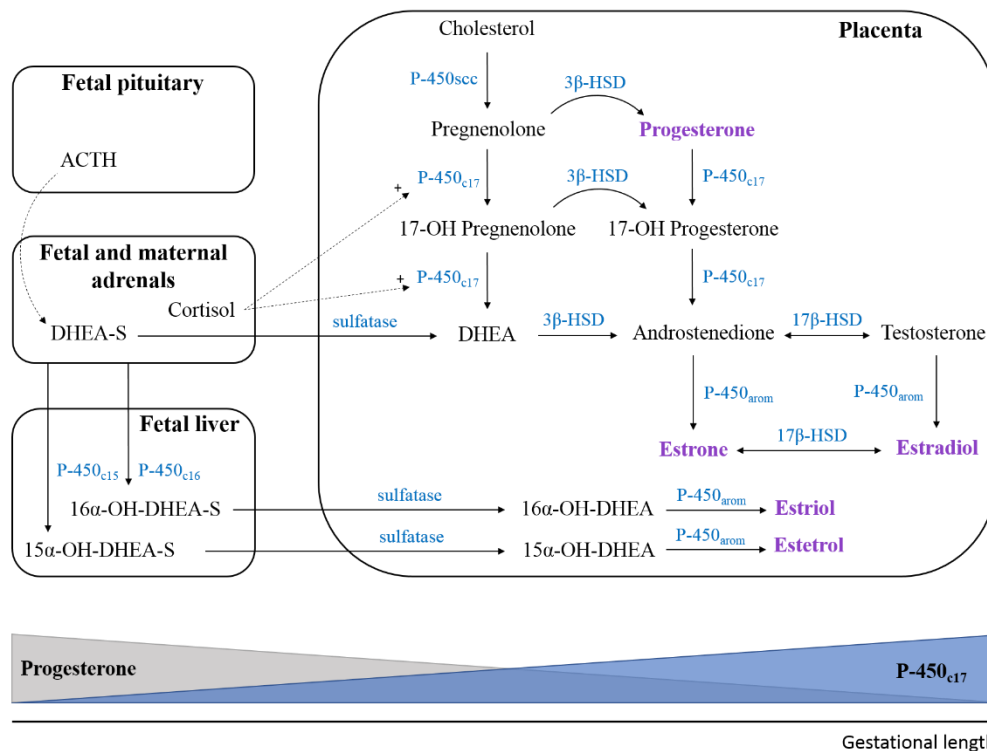 Cholesterol
Placenta
P-450scc
3β-HSD
Fetal pituitary
ACTH
Pregnenolone
Progesterone
+
P-450c17
3β-HSD
P-450c17
17-OH Pregnenolone
17-OH Progesterone
Fetal and maternal
adrenals
+
P-450c17
P-450c17
Cortisol
DHEA-S
sulfatase
DHEA
3β-HSD
Androstenedione
17β-HSD
Testosterone
P-450arom
P-450arom
Fetal liver
Estrone
17β-HSD
Estradiol
P-450c15
P-450c16
16α-OH-DHEA-S
sulfatase
16α-OH-DHEA
P-450arom
Estriol
15α-OH-DHEA-S
sulfatase
15α-OH-DHEA
P-450arom
Estetrol
Progesterone
P-450c17
Gestational length